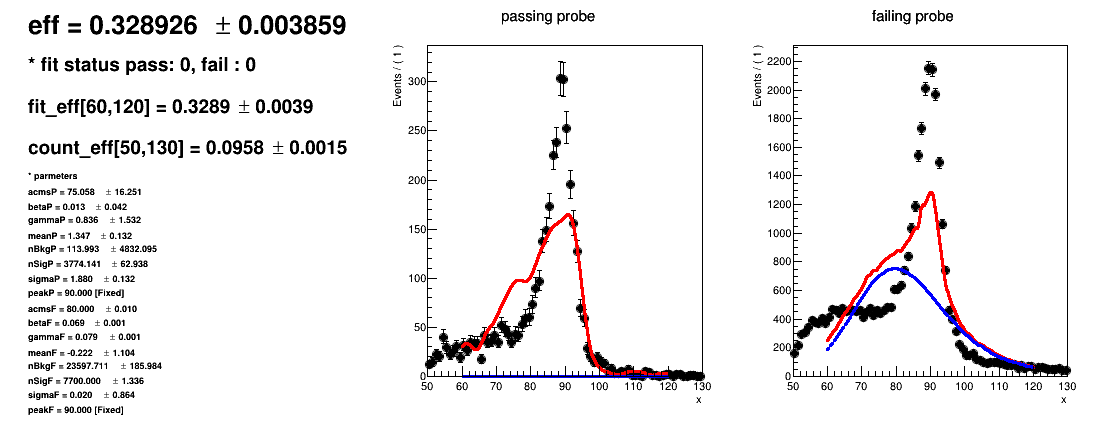 eff = 0.328926 ± 0.003859
* fit status pass: 0, fail : 0
fit_eff[60,120] = 0.3289 ± 0.0039
count_eff[50,130] = 0.0958 ± 0.0015
* parmeters
acmsP = 75.058 ± 16.251
betaP = 0.013 ± 0.042
gammaP = 0.836 ± 1.532
meanP = 1.347 ± 0.132
nBkgP = 113.993 ± 4832.095
nSigP = 3774.141 ± 62.938
sigmaP = 1.880 ± 0.132
peakP = 90.000 [Fixed]
acmsF = 80.000 ± 0.010
betaF = 0.069 ± 0.001
gammaF = 0.079 ± 0.001
meanF = -0.222 ± 1.104
nBkgF = 23597.711 ± 185.984
nSigF = 7700.000 ± 1.336
sigmaF = 0.020 ± 0.864
peakF = 90.000 [Fixed]
passing probe
Events / ( 1 )
300
250
200
150
100
50
0
50 60 70 80 90 100 110 120 130
x
failing probe
Events / ( 1 )
2200
2000
1800
1600
1400
1200
1000
800
600
400
200
0
50 60 70 80 90 100 110 120 130
x